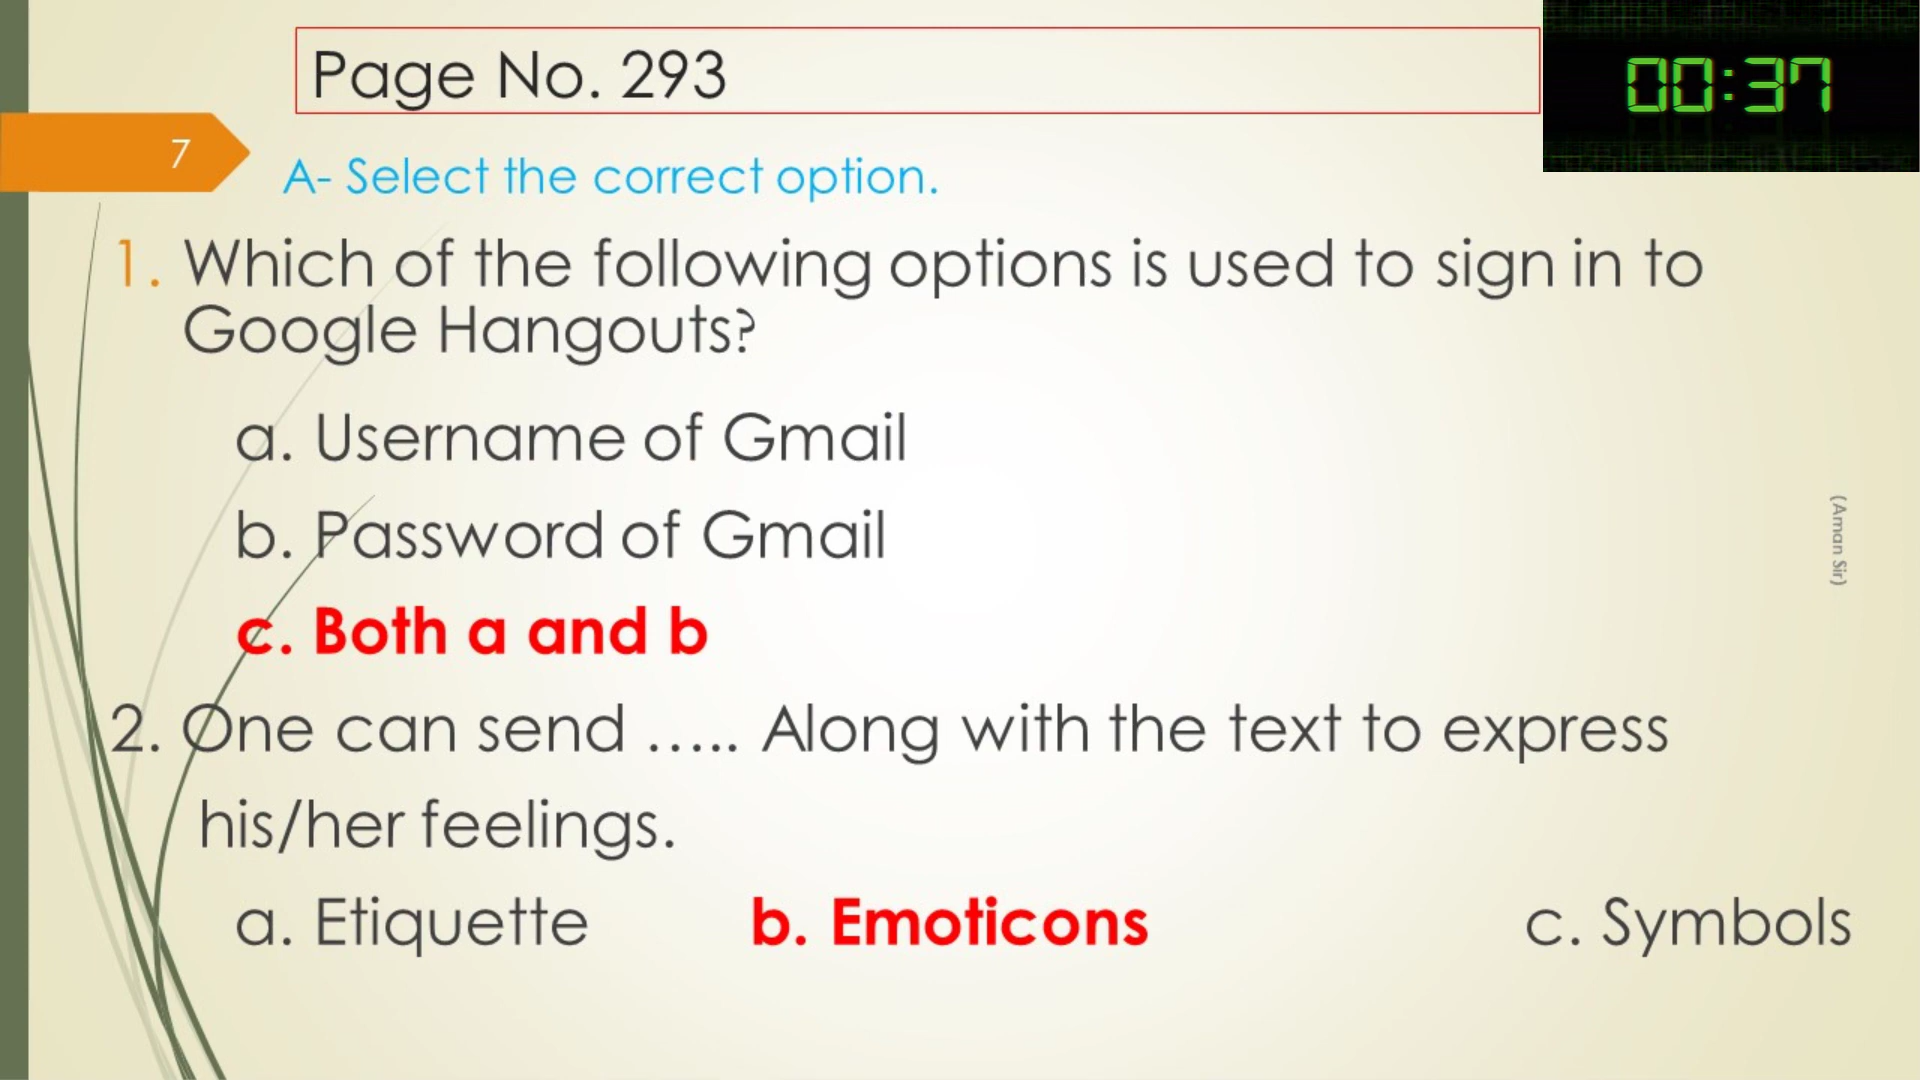 Page No. 293
00:37
7
A- Select the correct option.
1. Which of the following options is used to sign in to
Google Hangouts?
a. Username of Gmail
b. Password of Gmail
c. Both a and b
(Aman Sir)
2. One can send ..... Along with the text to express
his/her feelings.
a. Etiquette b. Emoticons c. Symbols